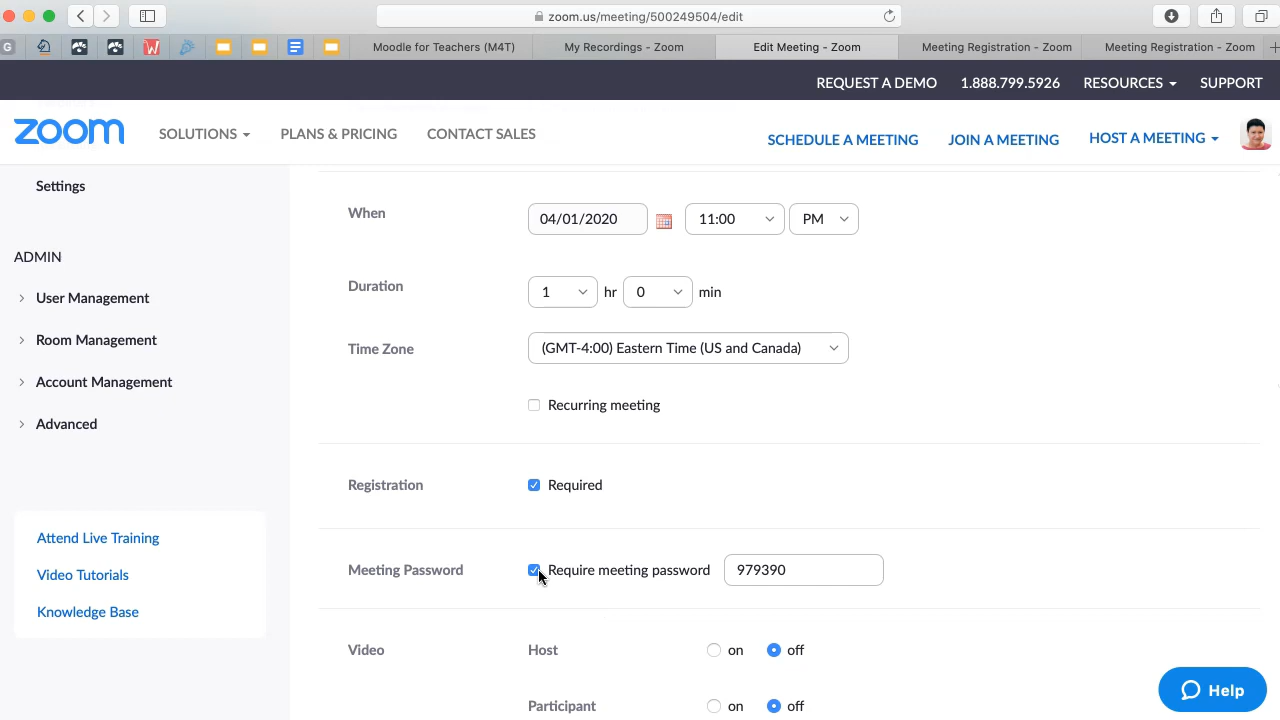 zoom.us/meeting/500249504/edit
G
W
Moodle for Teachers (M4T)
My Recordings - Zoom
Edit Meeting - Zoom
Meeting Registration - Zoom
Meeting Registration - Zoom
REQUEST A DEMO
1.888.799.5926
RESOURCES
SUPPORT
zoom
SOLUTIONS
PLANS & PRICING
CONTACT SALES
SCHEDULE A MEETING
JOIN A MEETING
HOST A MEETING
Settings
ADMIN
User Management
Room Management
Account Management
Advanced
Attend Live Training
Video Tutorials
Knowledge Base
When
04/01/2020
11:00
PM
Duration
1
hr
0
min
Time Zone
(GMT-4:00) Eastern Time (US and Canada)
Recurring meeting
Registration
Required
Meeting Password
Require meeting password
979390
Video
Host
on
off
Participant
on
off
Help